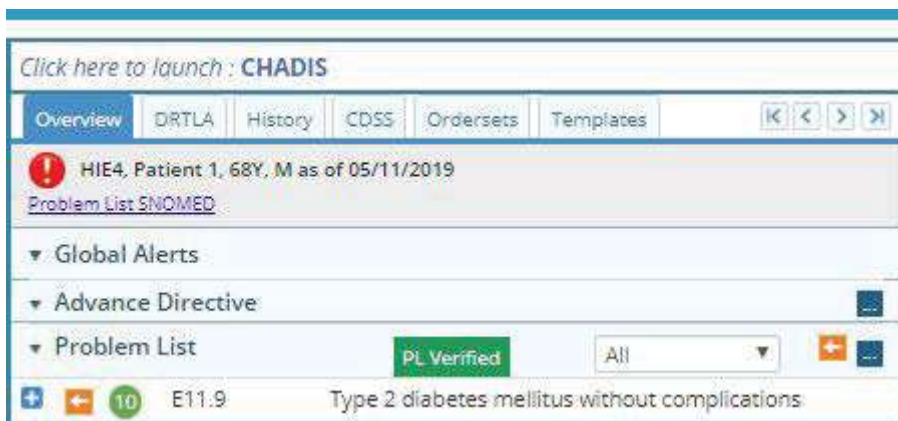 Click here to launch : CHADIS
Overview DRTLA History CDSS Ordersets Templates
HIE4, Patient 1, 68Y, M as of 05/11/2019
Problem List SNOMED
Global Alerts
Advance Directive ...
Problem List PL Verified All ...
10 E11.9 Type 2 diabetes mellitus without complications